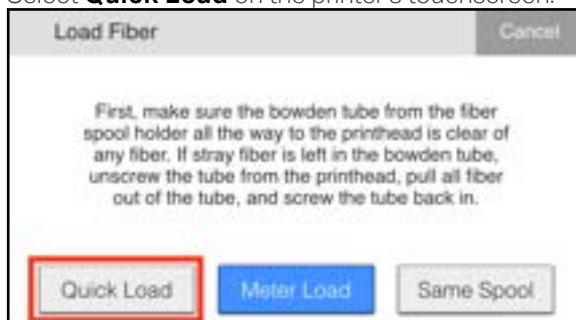 Select Quick Load on the printer's touchscreen.
Load Fiber
Cancel
First, make sure the bowden tube from the fiber
spool holder all the way to the printhead is clear of
any fiber. If stray fiber is left in the bowden tube,
unscrew the tube from the printhead, pull all fiber
out of the tube, and screw the tube back in.
Quick Load
Meter Load
Same Spool